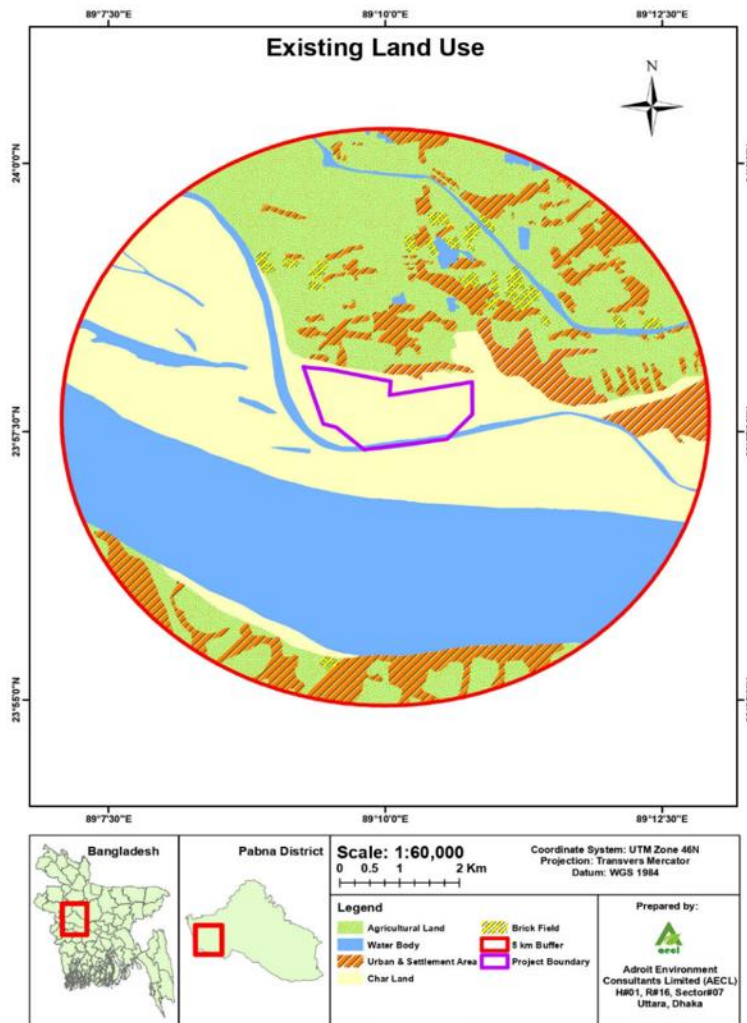 89°7'30"E 89°10'0"E 89°12'30"E
Existing Land Use
N
24°0'0"N
23°57'30"N
23°55'0"N
89°7'30"E 89°10'0"E 89°12'30"E
Bangladesh
Pabna District
Scale: 1:60,000
0 0.5 1 2 Km
Coordinate System: UTM Zone 46N
Projection: Transvers Mercator
Datum: WGS 1984
Legend
Agricultural Land
Water Body
Urban & Settlement Area
Char Land
Brick Field
5 km Buffer
Project Boundary
Prepared by:
aecl
Adroit Environment
Consultants Limited (AECL)
H#01, R#16, Sector#07
Uttara, Dhaka